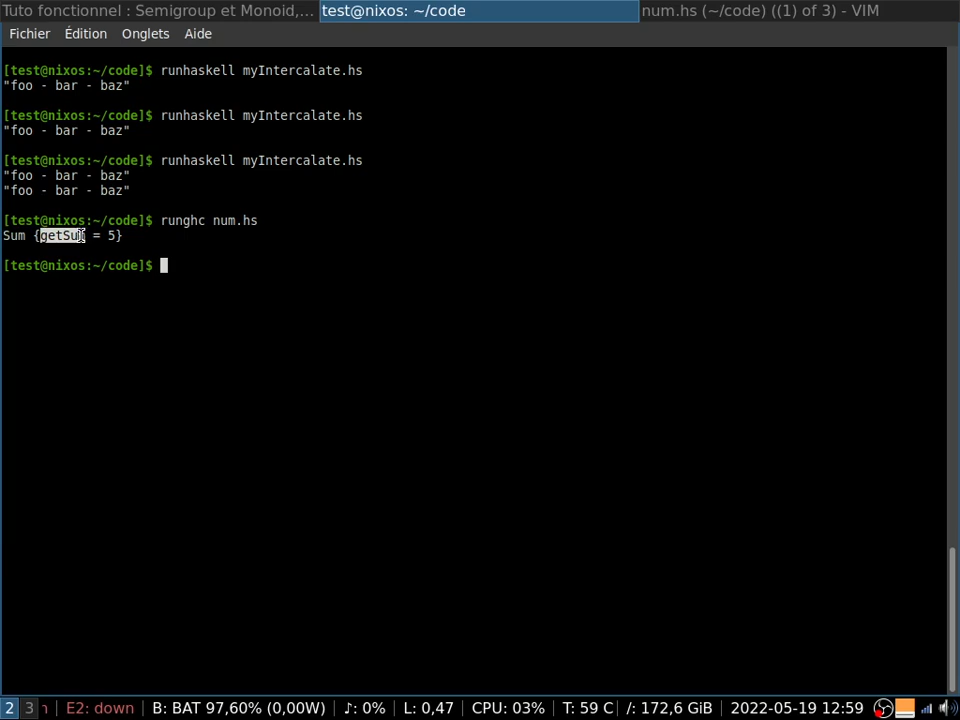 Tuto fonctionnel : Semigroup et Monoid,... test@nixos: ~/code num.hs (~/code) ((1) of 3) - VIM
Fichier Édition Onglets Aide
[test@nixos:~/code]$ runhaskell myIntercalate.hs
"foo - bar - baz"
[test@nixos:~/code]$ runhaskell myIntercalate.hs
"foo - bar - baz"
[test@nixos:~/code]$ runhaskell myIntercalate.hs
"foo - bar - baz"
"foo - bar - baz"
[test@nixos:~/code]$ runghc num.hs
Sum {getSum = 5}
[test@nixos:~/code]$
2 3 | E2: down | B: BAT 97,60% (0,00W) | ♪: 0% | L: 0,47 | CPU: 03% | T: 59 C | /: 172,6 GiB | 2022-05-19 12:59